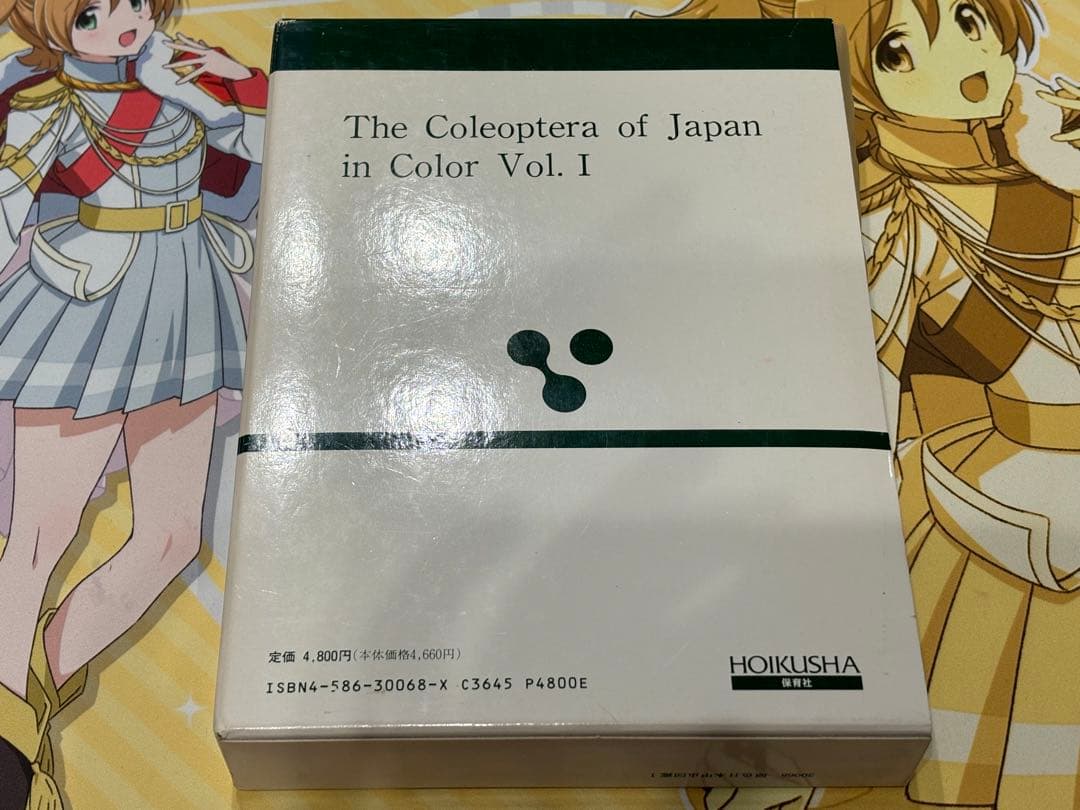 The Coleoptera of Japan
in Color Vol. I
定価 4,800円(本体価格4,660円)
ISBN4-586-30068-X C3645 P4800E
HOIKUSHA
保育社